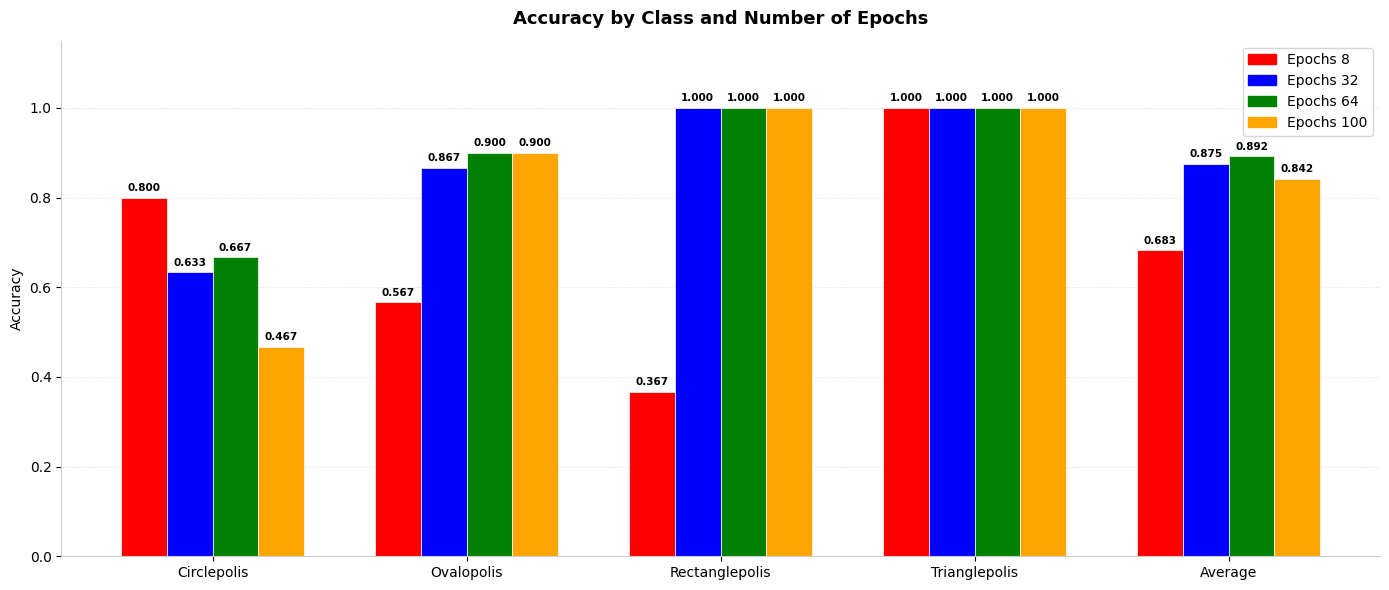 Accuracy by Class and Number of Epochs
Epochs 8
Epochs 32
Epochs 64
Epochs 100
Accuracy
1.0
0.8
0.6
0.4
0.2
0.0
0.800
0.633
0.667
0.467
0.567
0.867
0.900
0.900
0.367
1.000
1.000
1.000
1.000
1.000
1.000
1.000
0.683
0.875
0.892
0.842
Circlepolis
Ovalopolis
Rectanglepolis
Trianglepolis
Average